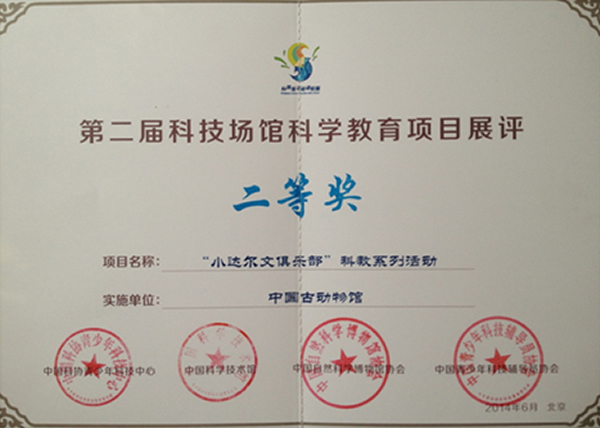 第二届科技场馆科学教育项目展评
二等奖
项目名称： “小达尔文俱乐部”科教系列活动
实施单位： 中国古动物馆
中国科协青少年科技中心 中国科学技术馆 中国自然科学博物馆协会 中国青少年科技辅导员协会
2014年6月 北京